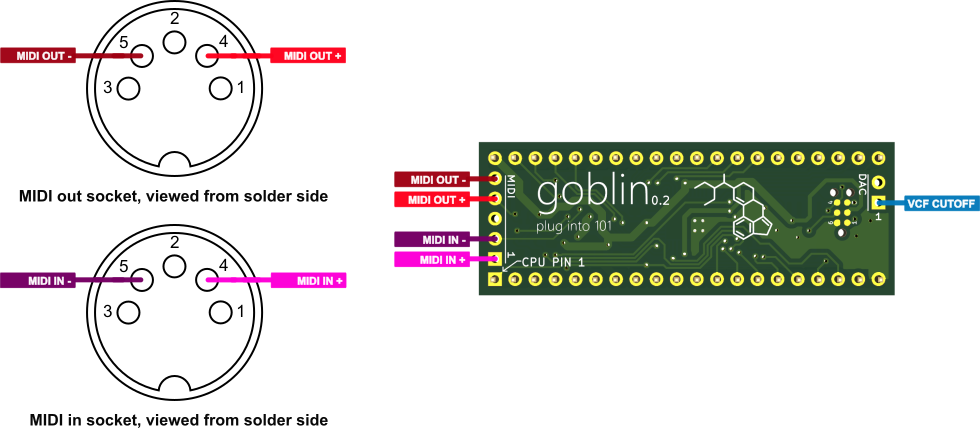 2
5
4
MIDI OUT -
MIDI OUT +
3
1
MIDI out socket, viewed from solder side
2
5
4
MIDI IN -
MIDI IN +
3
1
MIDI in socket, viewed from solder side
MIDI OUT -
MIDI OUT +
MIDI IN -
MIDI IN +
MIDI
1
goblin0.2
plug into 101
CPU PIN 1
DAC
1
VCF CUTOFF